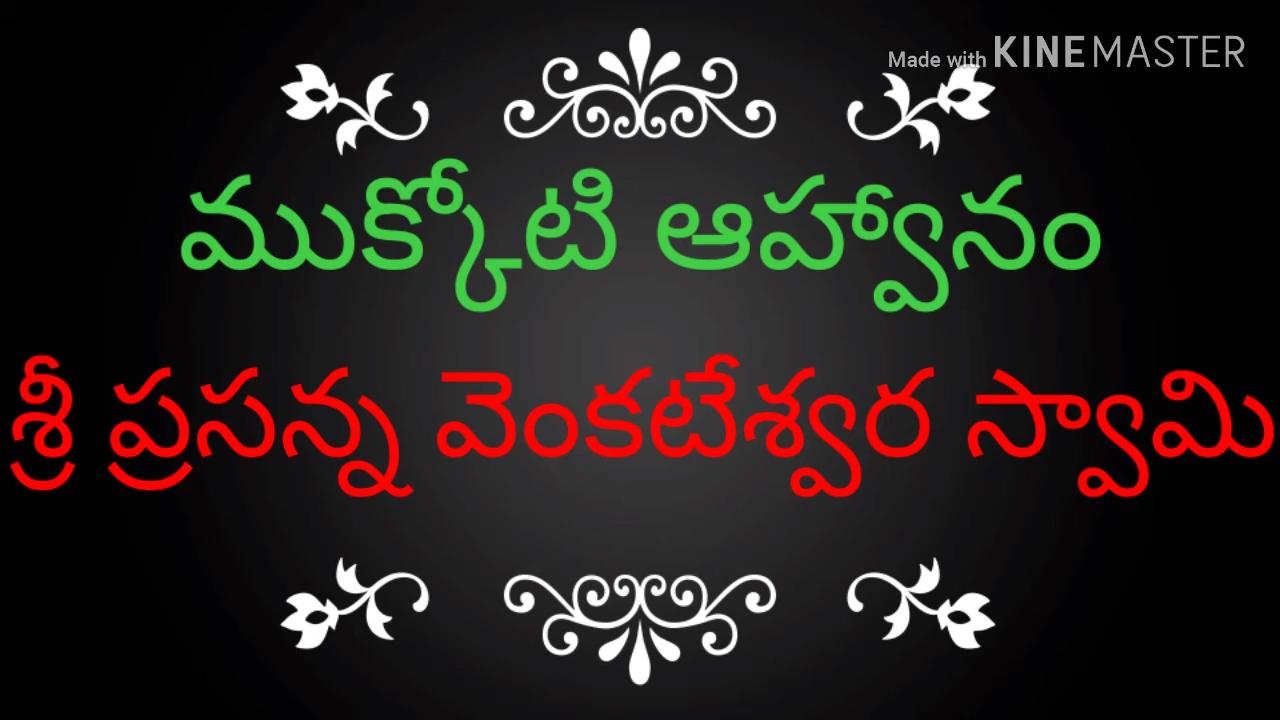 Made with KINEMASTER
ముక్కోటి ఆహ్వానం
శ్రీ ప్రసన్న వెంకటేశ్వర స్వామి